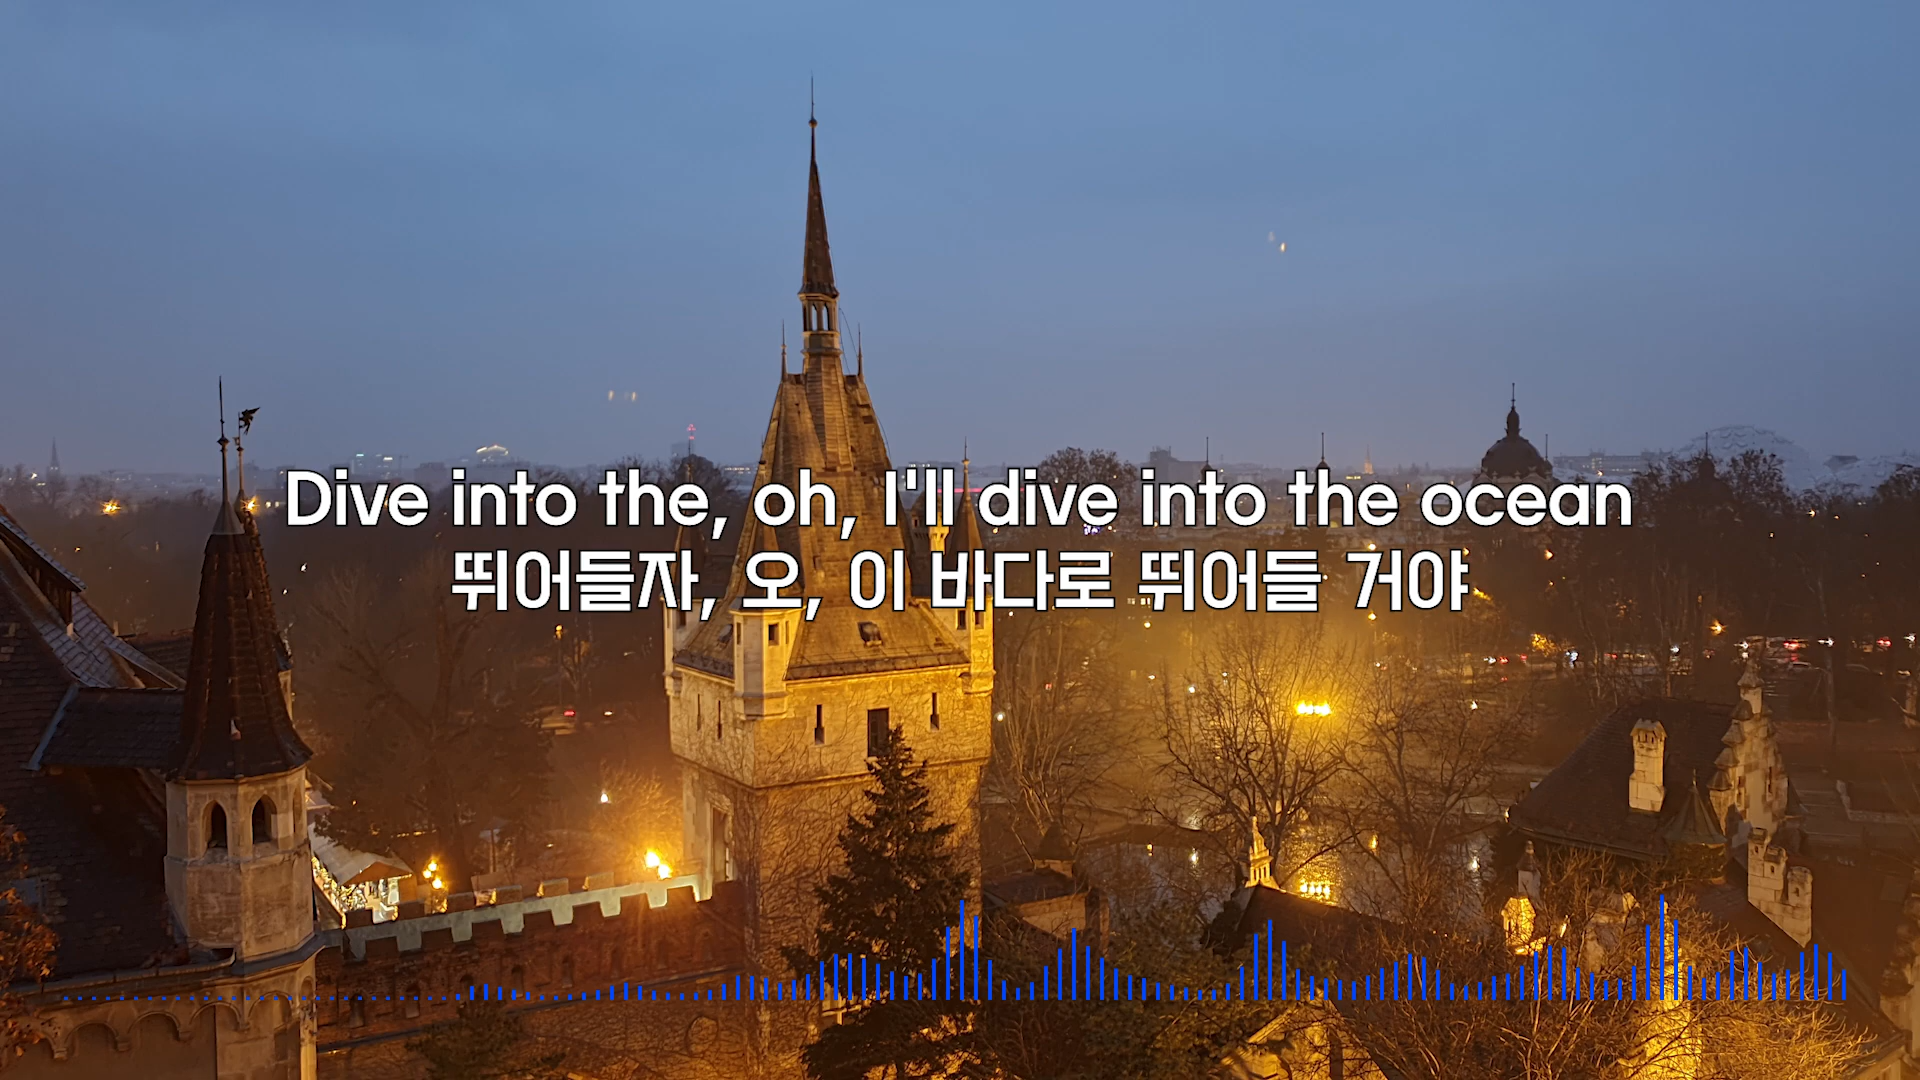 Dive into the, oh, I'll dive into the ocean
뛰어들자, 오, 이 바다로 뛰어들 거야